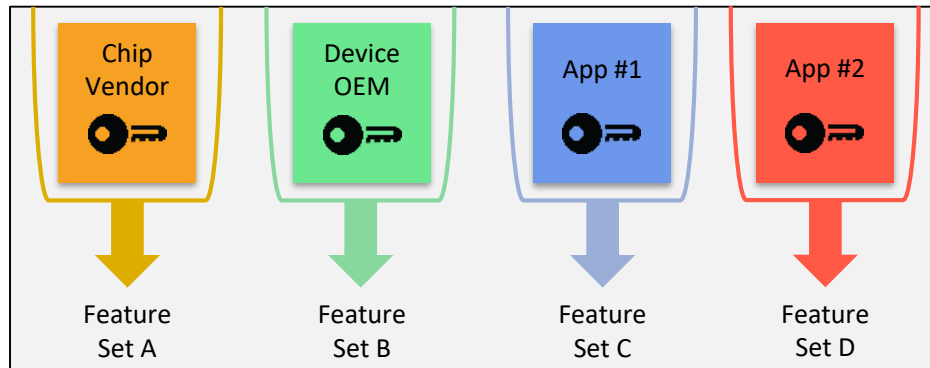 Chip
Vendor
Device
OEM
App #1
App #2
Feature
Set A
Feature
Set B
Feature
Set C
Feature
Set D